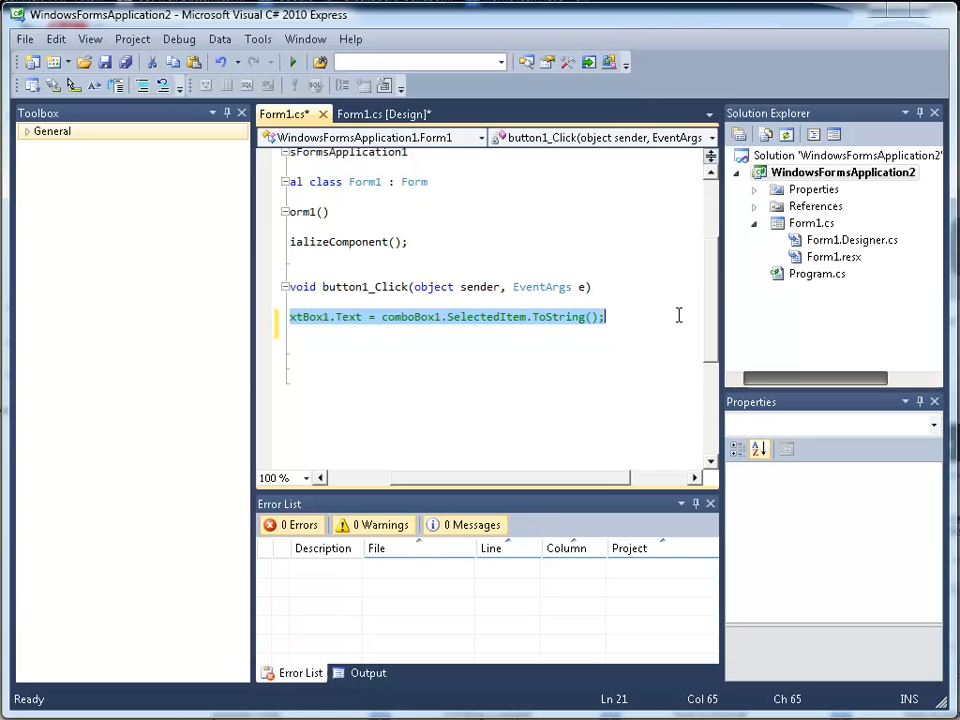 WindowsFormsApplication2 - Microsoft Visual C# 2010 Express
File Edit View Project Debug Data Tools Window Help
Toolbox
General
Form1.cs*
Form1.cs [Design]*
WindowsFormsApplication1.Form1
button1_Click(object sender, EventArgs
sFormsApplication1
al class Form1 : Form
orm1()
ializeComponent();
void button1_Click(object sender, EventArgs e)
xtBox1.Text = comboBox1.SelectedItem.ToString();
100 %
Solution Explorer
Solution 'WindowsFormsApplication2'
WindowsFormsApplication2
Properties
References
Form1.cs
Form1.Designer.cs
Form1.resx
Program.cs
Properties
Error List
0 Errors 0 Warnings 0 Messages
Description File Line Column Project
Error List Output
Ready Ln 21 Col 65 Ch 65 INS